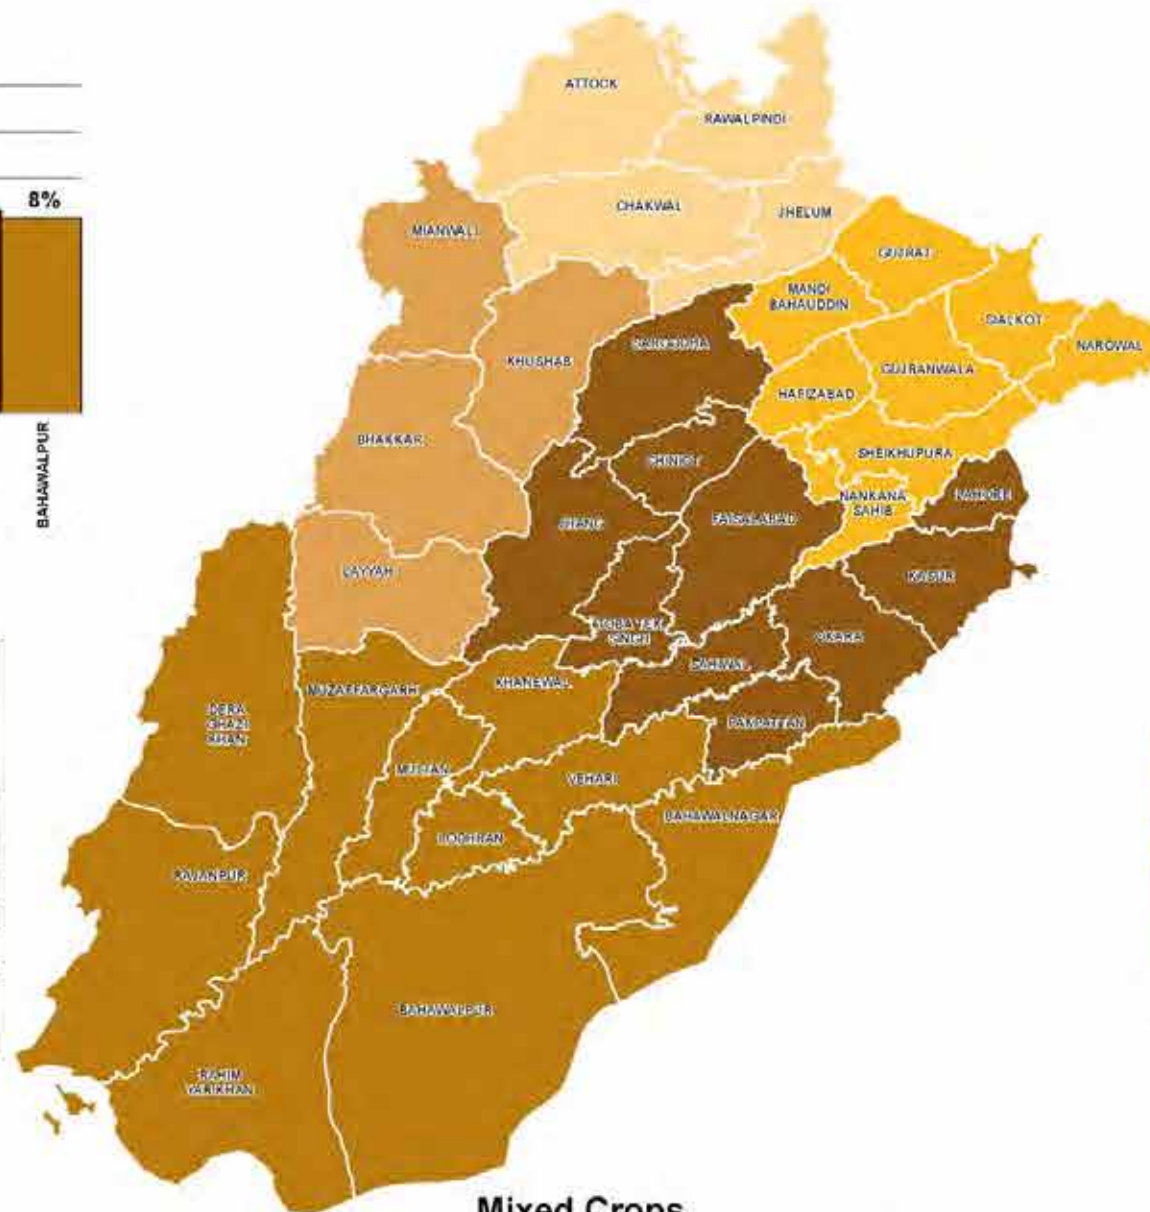 ATTOCK
RAWALPINDI
8%
CHAKWAL
JHELUM
MIANWALI
GUJRAT
MANDI
BAHAUDDIN
SIALKOT
SARGODHA
NAROWAL
KHUSHAB
GUJRANWALA
HAFIZABAD
BHAKKAR
SHEIKHUPURA
CHINIOT
BAHAWALPUR
NANKANA
SAHIB
LAHORE
JHANG
FAISALABAD
LAYYAH
KASUR
TOBA TEK
SINGH
OKARA
SAHIWAL
KHANEWAL
MUZAFFARGARH
DERA
GHAZI
KHAN
PAKPATTAN
MULTAN
VEHARI
BAHAWALNAGAR
LODHRAN
RAJANPUR
BAHAWALPUR
RAHIM
YARKHAN
Mixed Crops